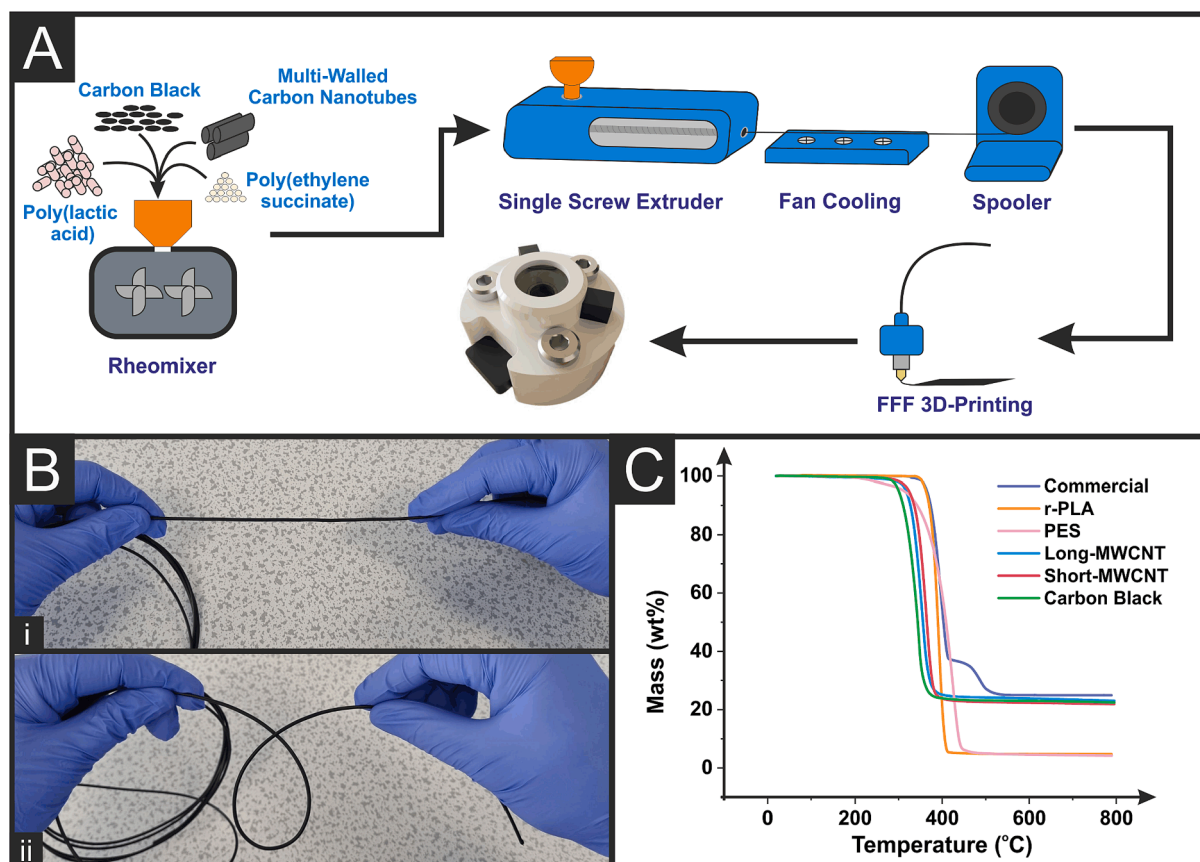 A
Carbon Black
Multi-Walled
Carbon Nanotubes
Poly(lactic
acid)
Poly(ethylene
succinate)
Rheomixer
Single Screw Extruder
Fan Cooling
Spooler
FFF 3D-Printing
B
i
ii
C
100
80
60
40
20
0
Mass (wt%)
0
200
400
600
800
Temperature (°C)
Commercial
r-PLA
PES
Long-MWCNT
Short-MWCNT
Carbon Black